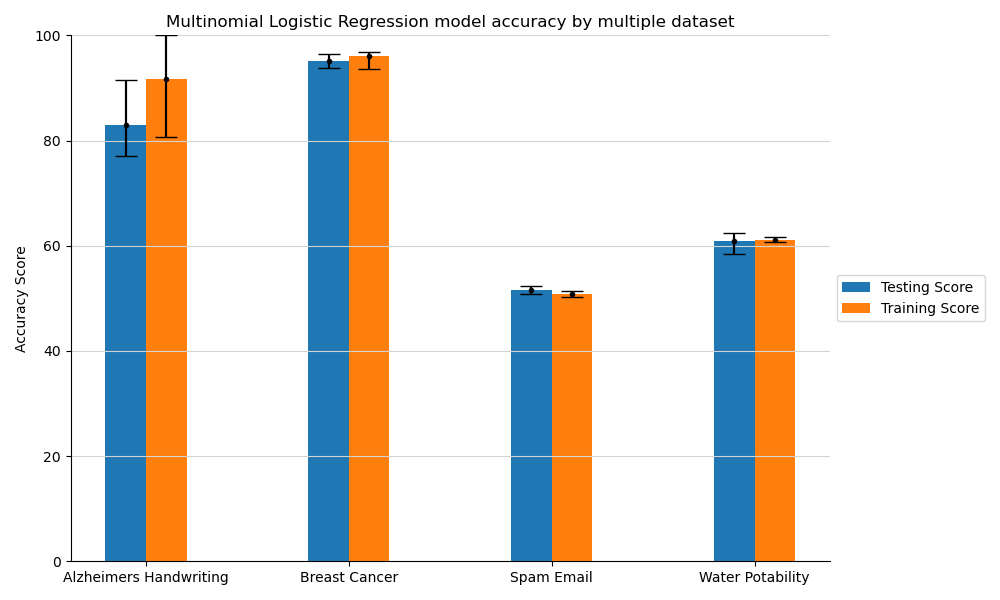 Multinomial Logistic Regression model accuracy by multiple dataset
100
80
60
40
20
0
Accuracy Score
Alzheimers Handwriting
Breast Cancer
Spam Email
Water Potability
Testing Score
Training Score